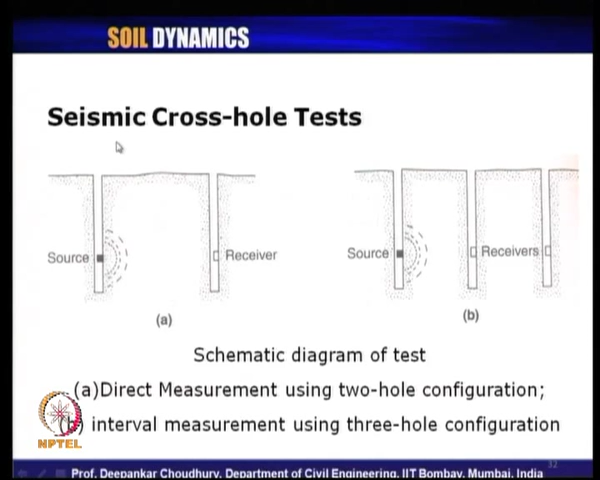 SOIL DYNAMICS
Seismic Cross-hole Tests
Source
Receiver
(a)
Source
Receivers
(b)
Schematic diagram of test
(a)Direct Measurement using two-hole configuration;
(b) interval measurement using three-hole configuration
NPTEL
32
Prof. Deepankar Choudhury, Department of Civil Engineering, IIT Bombay, Mumbai, India